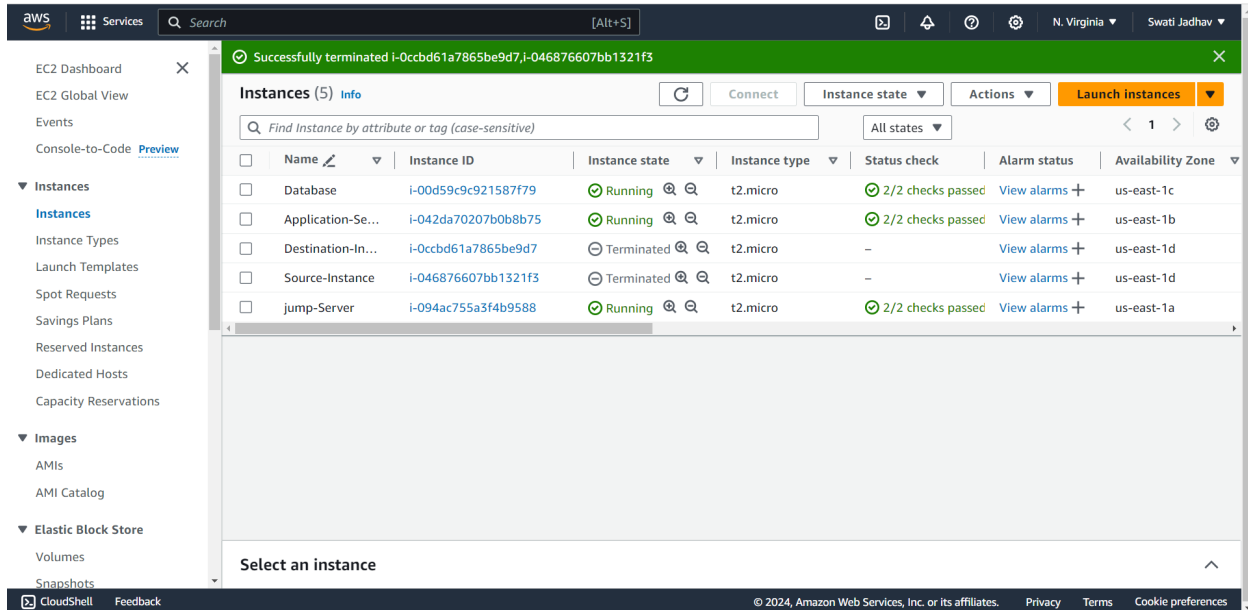 aws Services Search [Alt+S] N. Virginia Swati Jadhav
Successfully terminated i-0ccbd61a7865be9d7,i-046876607bb1321f3
EC2 Dashboard
EC2 Global View
Events
Console-to-Code Preview
Instances
Instances
Instance Types
Launch Templates
Spot Requests
Savings Plans
Reserved Instances
Dedicated Hosts
Capacity Reservations
Images
AMIs
AMI Catalog
Elastic Block Store
Volumes
Snapshots
Instances (5) Info Connect Instance state Actions Launch instances
Find Instance by attribute or tag (case-sensitive) All states 1
Name Instance ID Instance state Instance type Status check Alarm status Availability Zone
Database i-00d59c9c921587f79 Running t2.micro 2/2 checks passed View alarms + us-east-1c
Application-Se... i-042da70207b0b8b75 Running t2.micro 2/2 checks passed View alarms + us-east-1b
Destination-In... i-0ccbd61a7865be9d7 Terminated t2.micro – View alarms + us-east-1d
Source-Instance i-046876607bb1321f3 Terminated t2.micro – View alarms + us-east-1d
jump-Server i-094ac755a3f4b9588 Running t2.micro 2/2 checks passed View alarms + us-east-1a
Select an instance
CloudShell Feedback © 2024, Amazon Web Services, Inc. or its affiliates. Privacy Terms Cookie preferences